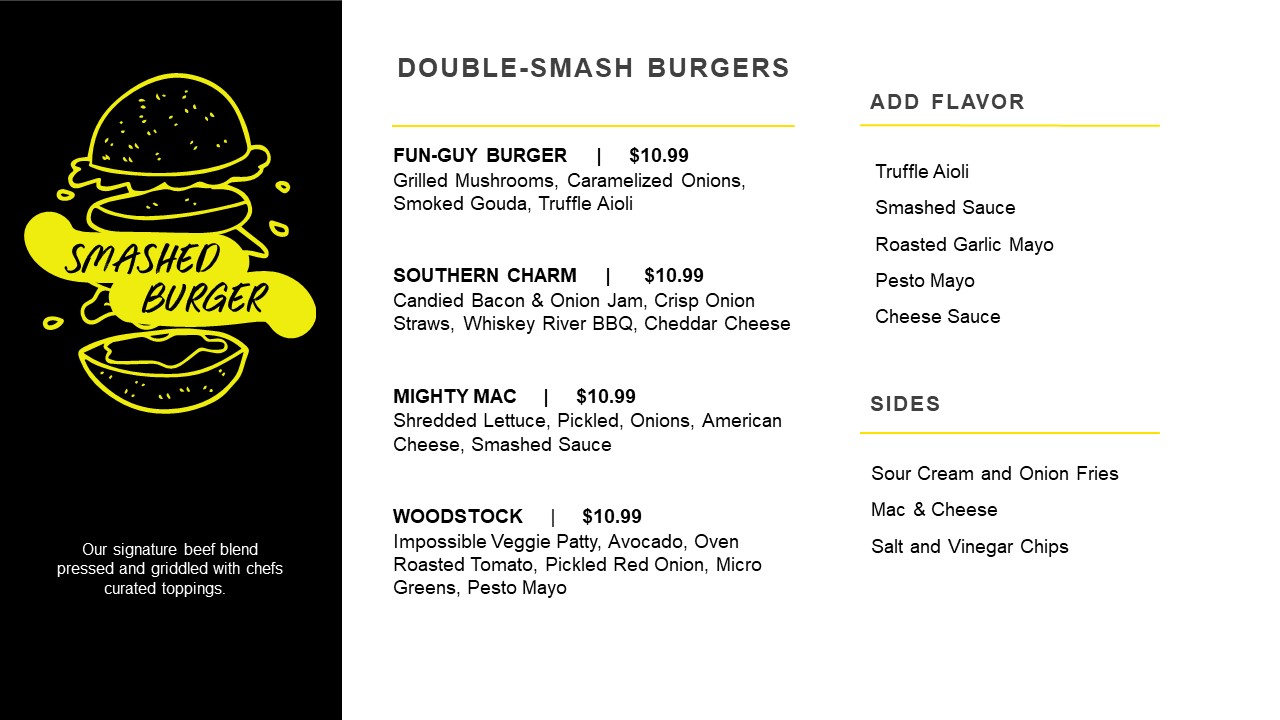 SMASHED
BURGER
Our signature beef blend
pressed and griddled with chefs
curated toppings.
DOUBLE-SMASH BURGERS
FUN-GUY BURGER | $10.99
Grilled Mushrooms, Caramelized Onions,
Smoked Gouda, Truffle Aioli
SOUTHERN CHARM | $10.99
Candied Bacon & Onion Jam, Crisp Onion
Straws, Whiskey River BBQ, Cheddar Cheese
MIGHTY MAC | $10.99
Shredded Lettuce, Pickled, Onions, American
Cheese, Smashed Sauce
WOODSTOCK | $10.99
Impossible Veggie Patty, Avocado, Oven
Roasted Tomato, Pickled Red Onion, Micro
Greens, Pesto Mayo
ADD FLAVOR
Truffle Aioli
Smashed Sauce
Roasted Garlic Mayo
Pesto Mayo
Cheese Sauce
SIDES
Sour Cream and Onion Fries
Mac & Cheese
Salt and Vinegar Chips